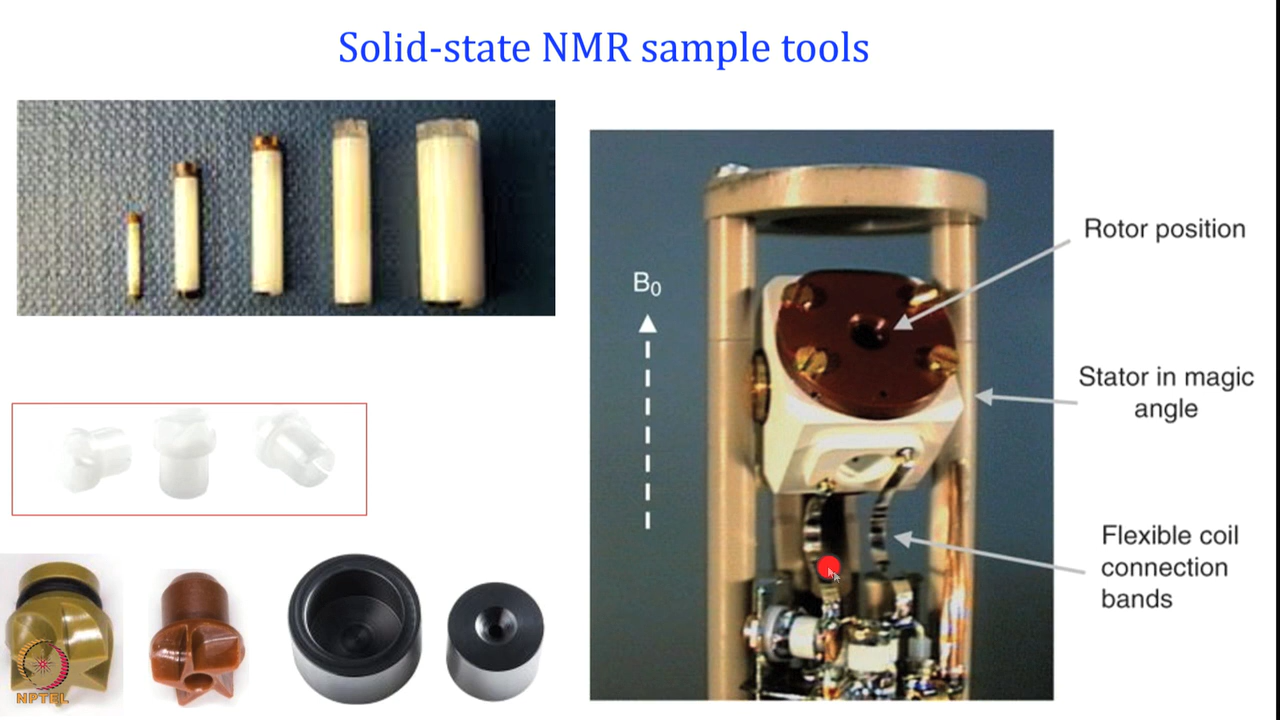 Solid-state NMR sample tools
B₀
Rotor position
Stator in magic
angle
Flexible coil
connection
bands
NPTEL